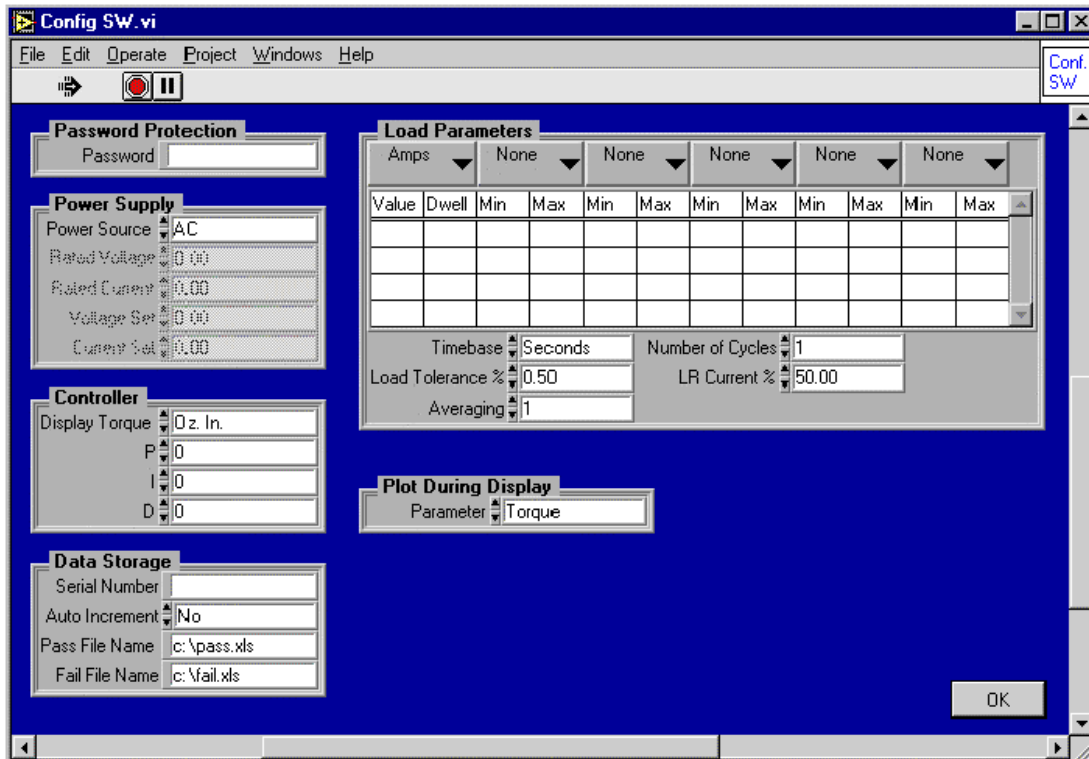 Config SW.vi
File Edit Operate Project Windows Help
Conf.
SW
Password Protection
Password
Power Supply
Power Source AC
Rated Voltage 0.00
Rated Current 0.00
Voltage Set 0.00
Current Set 0.00
Controller
Display Torque Oz. In.
P 0
I 0
D 0
Data Storage
Serial Number
Auto Increment No
Pass File Name c:\pass.xls
Fail File Name c:\fail.xls
Load Parameters
Amps None None None None None
Value Dwell Min Max Min Max Min Max Min Max Min Max
Timebase Seconds Number of Cycles 1
Load Tolerance % 0.50 LR Current % 50.00
Averaging 1
Plot During Display
Parameter Torque
OK